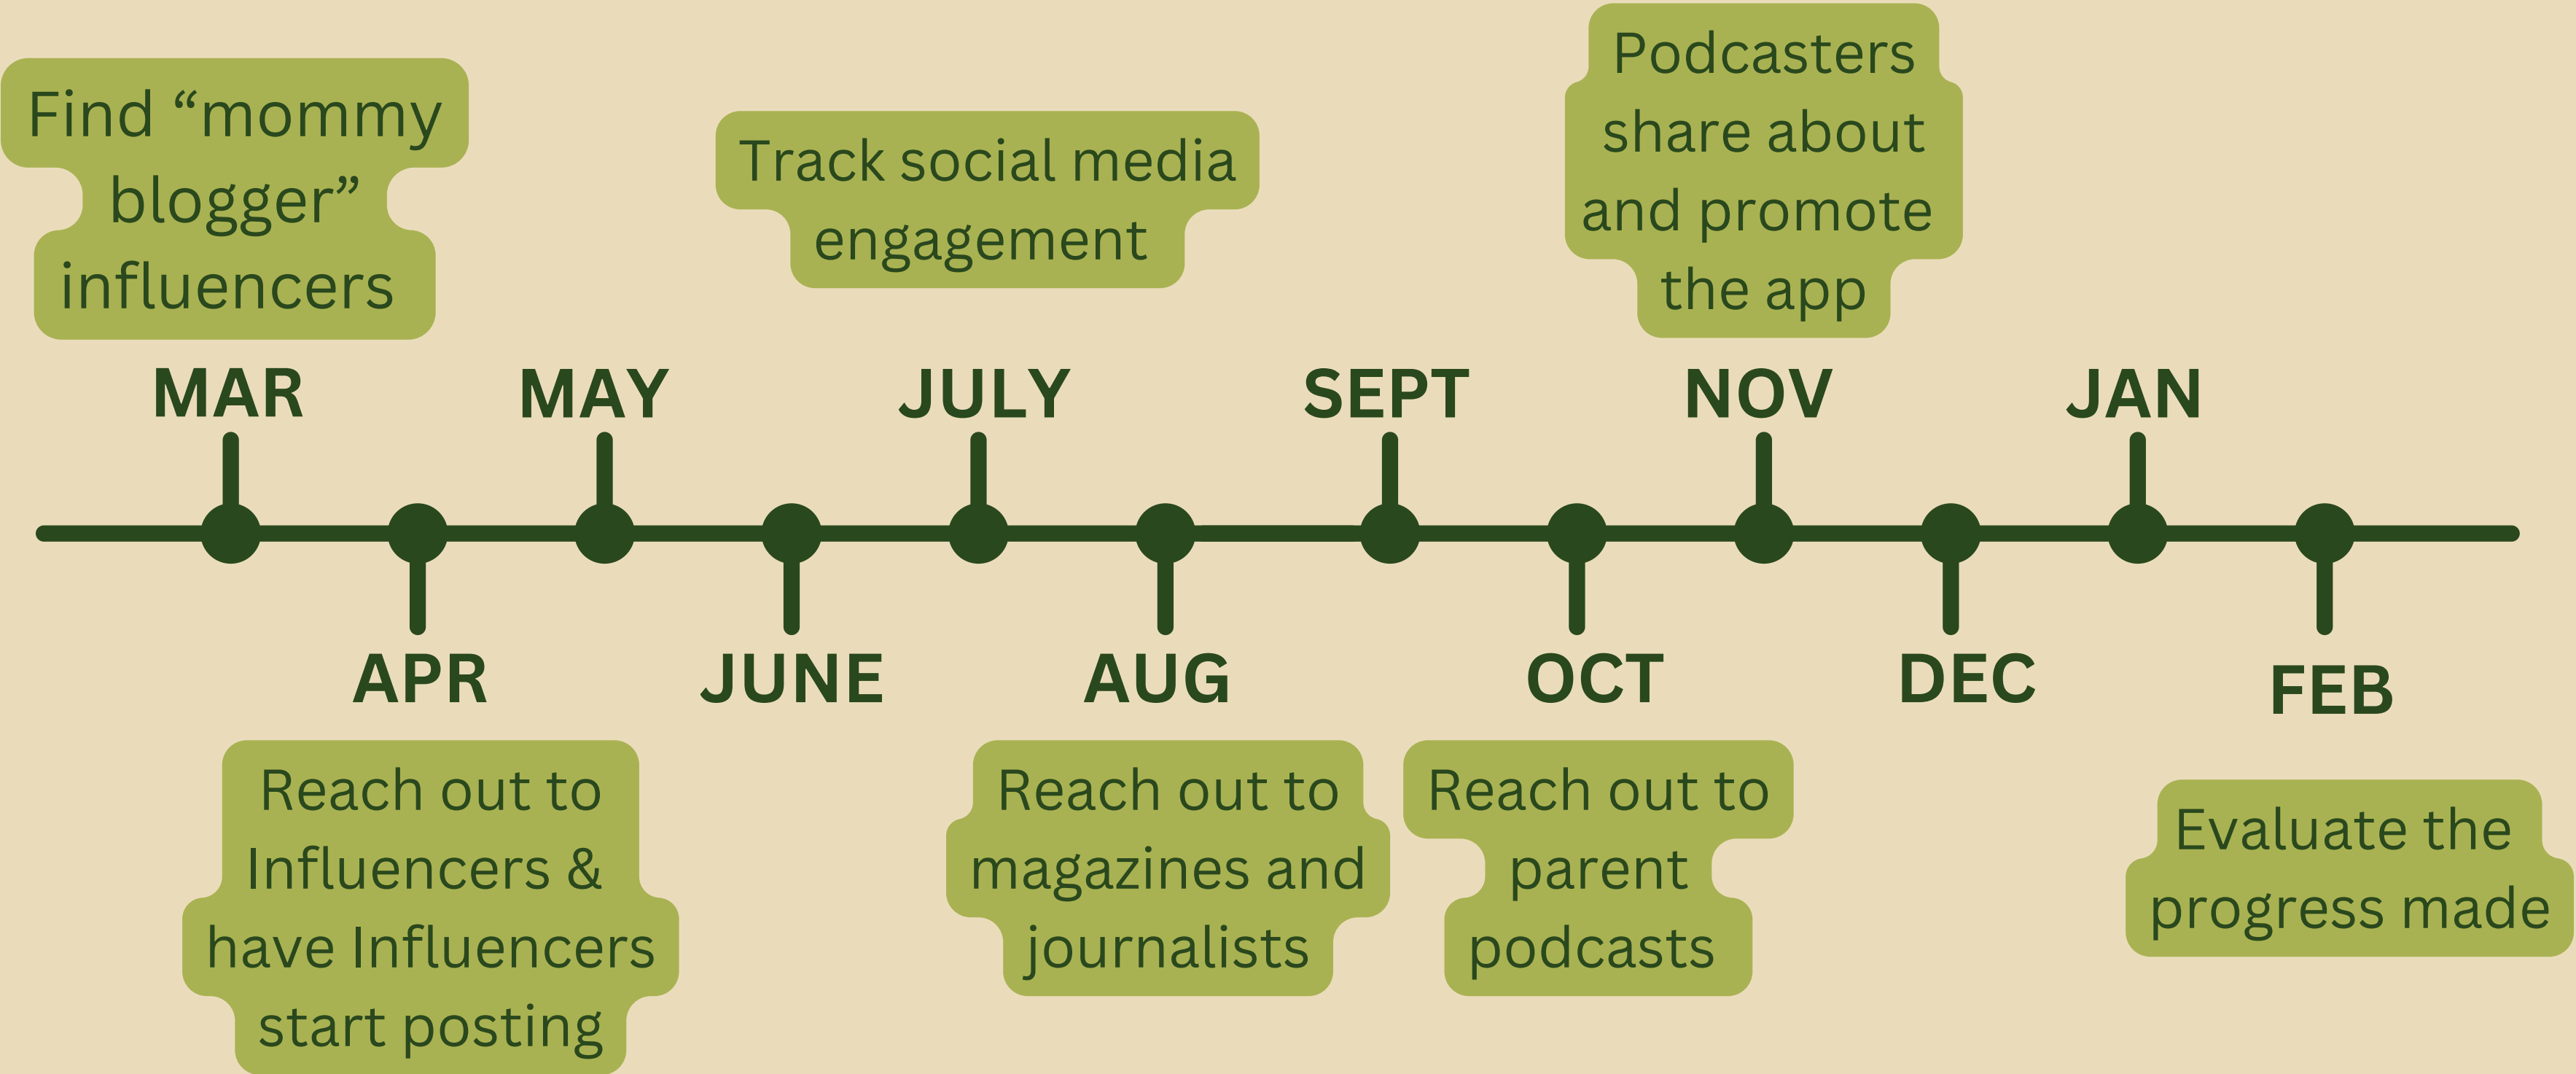 Find “mommy
blogger”
influencers
Track social media
engagement
Podcasters
share about
and promote
the app
MAR
MAY
JULY
SEPT
NOV
JAN
APR
JUNE
AUG
OCT
DEC
FEB
Reach out to
Influencers &
have Influencers
start posting
Reach out to
magazines and
journalists
Reach out to
parent
podcasts
Evaluate the
progress made